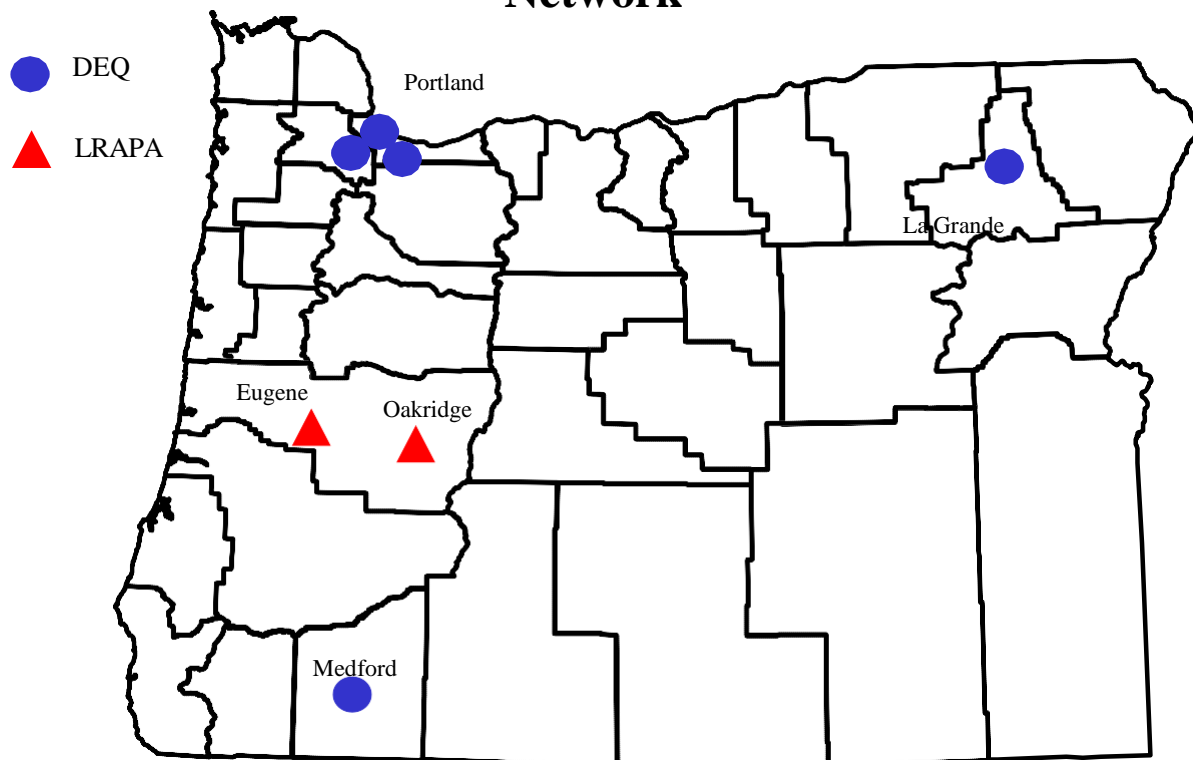 Network
DEQ
Portland
LRAPA
La Grande
Eugene
Oakridge
Medford